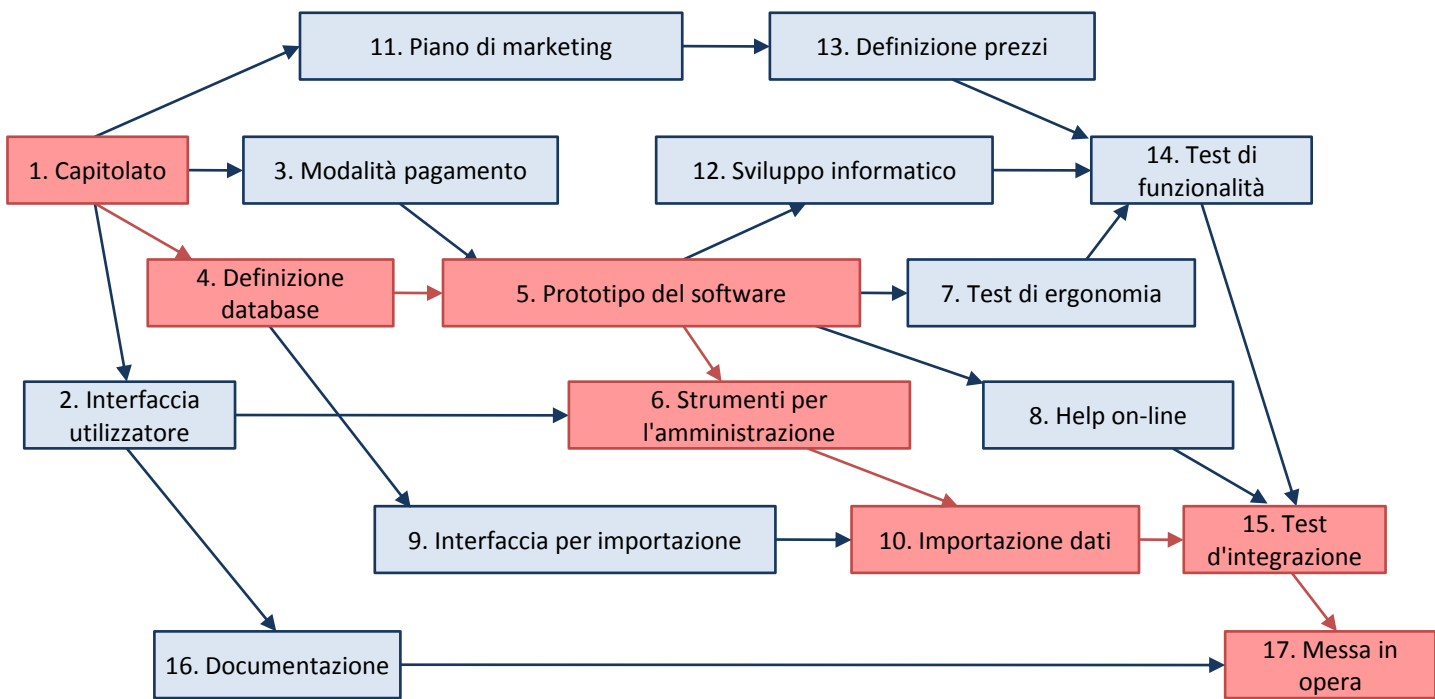 11. Piano di marketing
13. Definizione prezzi
1. Capitolato
3. Modalità pagamento
12. Sviluppo informatico
14. Test di
funzionalità
4. Definizione
database
5. Prototipo del software
7. Test di ergonomia
2. Interfaccia
utilizzatore
6. Strumenti per
l'amministrazione
8. Help on-line
9. Interfaccia per importazione
10. Importazione dati
15. Test
d'integrazione
16. Documentazione
17. Messa in
opera